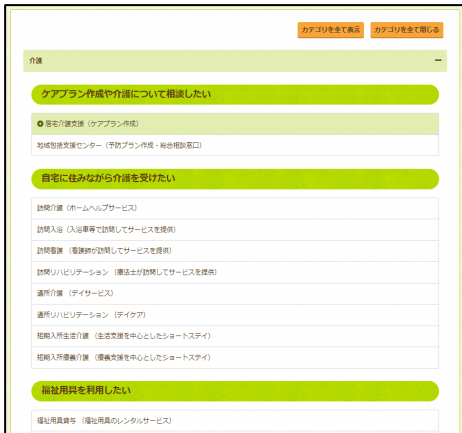 カテゴリを全て表示 カテゴリを全て閉じる
介護
ケアプラン作成や介護について相談したい
居宅介護支援（ケアプラン作成）
地域包括支援センター（予防プラン作成・総合相談窓口）
自宅に住みながら介護を受けたい
訪問介護（ホームヘルプサービス）
訪問入浴（入浴車等で訪問してサービスを提供）
訪問看護 （看護師が訪問してサービスを提供）
訪問リハビリテーション （療法士が訪問してサービスを提供）
通所介護 （デイサービス）
通所リハビリテーション （デイケア）
短期入所生活介護 （生活支援を中心としたショートステイ）
短期入所療養介護 （療養支援を中心としたショートステイ）
福祉用具を利用したい
福祉用具貸与 （福祉用具のレンタルサービス）